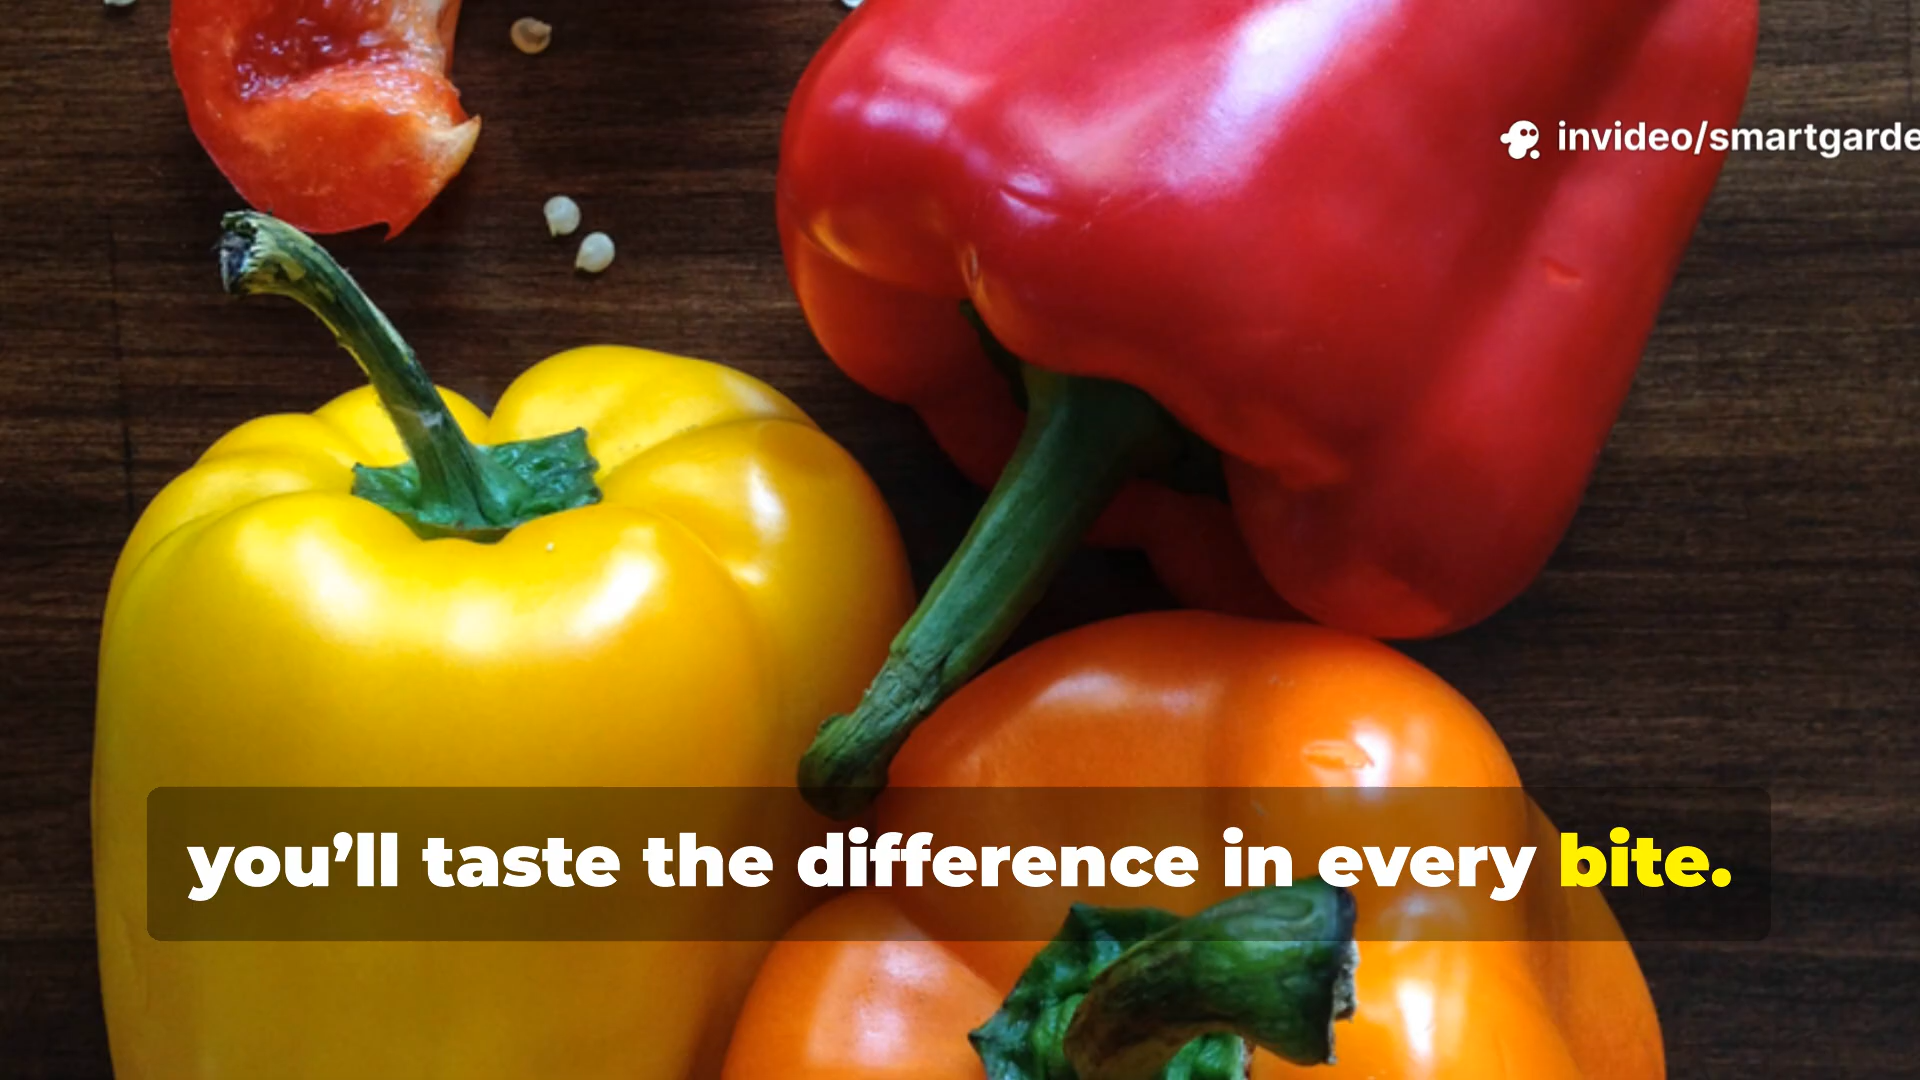 invideo/smartgarde
you’ll taste the difference in every bite.